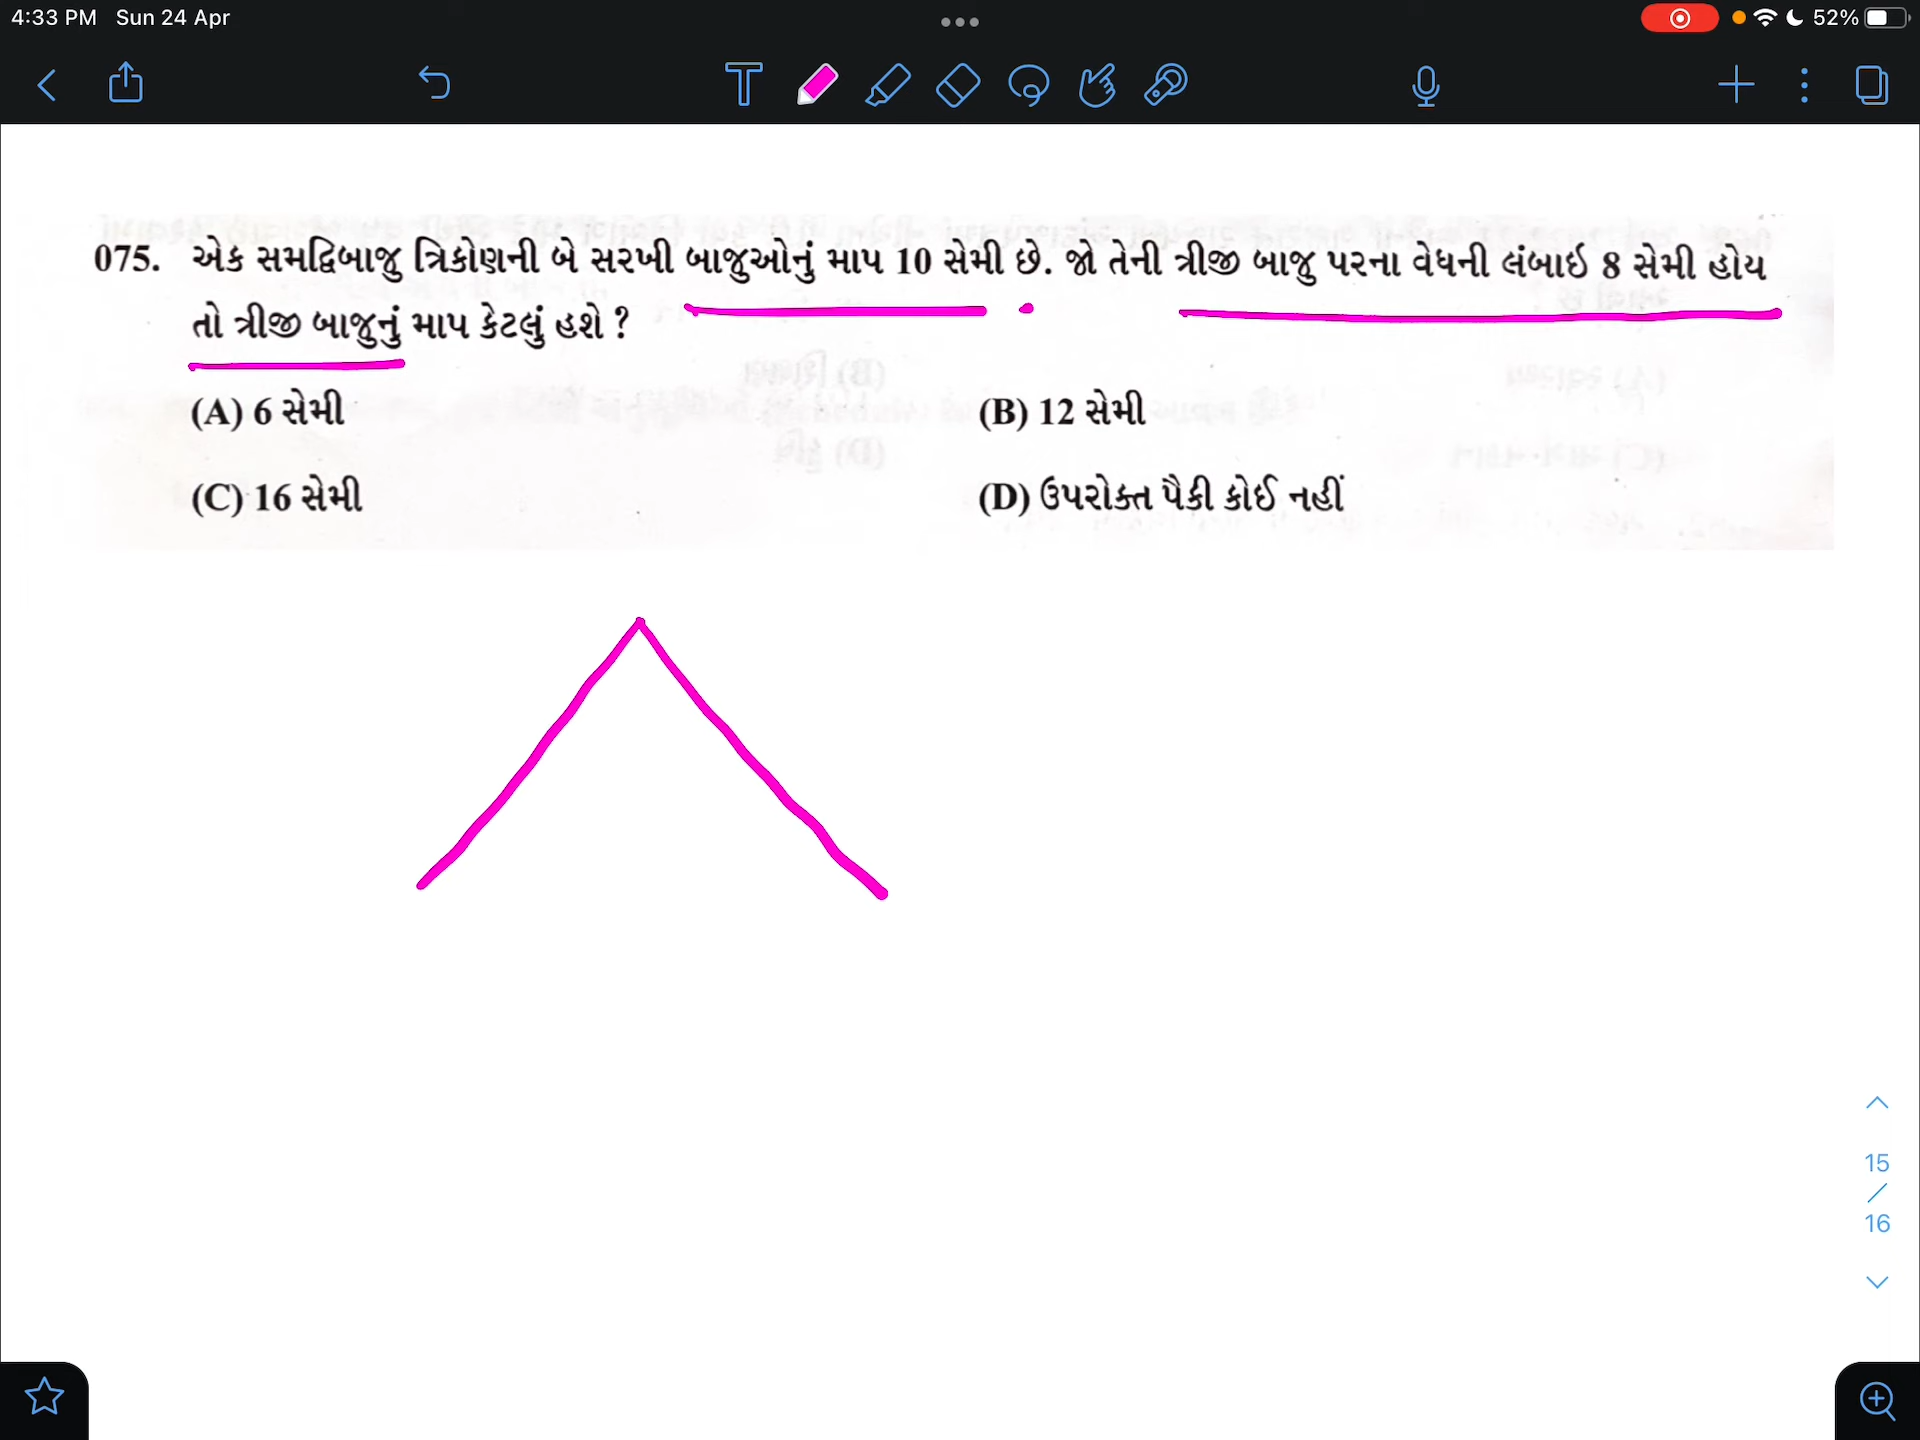 4:33 PM Sun 24 Apr
52%
T
075. એક સમદ્વિબાજુ ત્રિકોણની બે સરખી બાજુઓનું માપ 10 સેમી છે. જો તેની ત્રીજી બાજુ પરના વેધની લંબાઇ 8 સેમી હોય
તો ત્રીજી બાજુનું માપ કેટલું હશે ?
(A) 6 સેમી
(B) 12 સેમી
(C) 16 સેમી
(D) ઉપરોક્ત પૈકી કોઈ નહીં
15
/
16